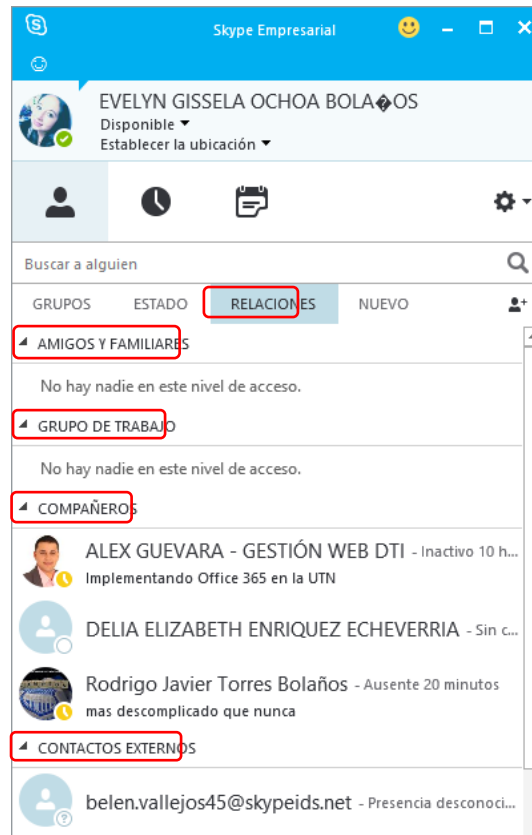 Skype Empresarial
EVELYN GISSELA OCHOA BOLA�OS
Disponible
Establecer la ubicación
Buscar a alguien
GRUPOS ESTADO RELACIONES NUEVO
AMIGOS Y FAMILIARES
No hay nadie en este nivel de acceso.
GRUPO DE TRABAJO
No hay nadie en este nivel de acceso.
COMPAÑEROS
ALEX GUEVARA - GESTIÓN WEB DTI - Inactivo 10 h...
Implementando Office 365 en la UTN
DELIA ELIZABETH ENRIQUEZ ECHEVERRIA - Sin c...
Rodrigo Javier Torres Bolaños - Ausente 20 minutos
mas descomplicado que nunca
CONTACTOS EXTERNOS
belen.vallejos45@skypeids.net - Presencia desconoci...